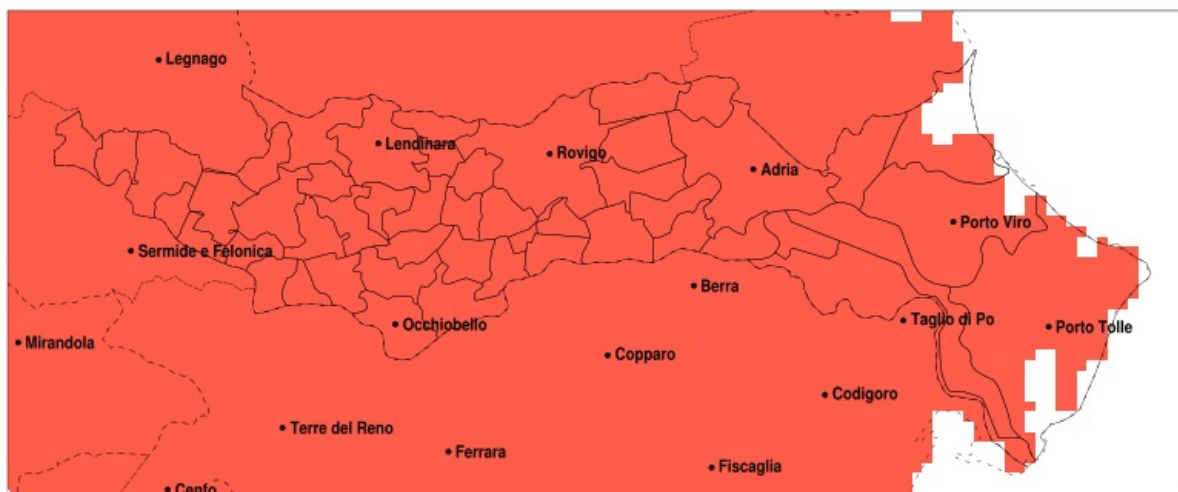 Legnago
Lendinara
Rovigo
Adria
Porto Viro
Sermide e Felonica
Berra
Occhiobello
Taglio di Po
Porto Tolle
Mirandola
Copparo
Codigoro
Terre del Reno
Ferrara
Fiscaglia
Cento